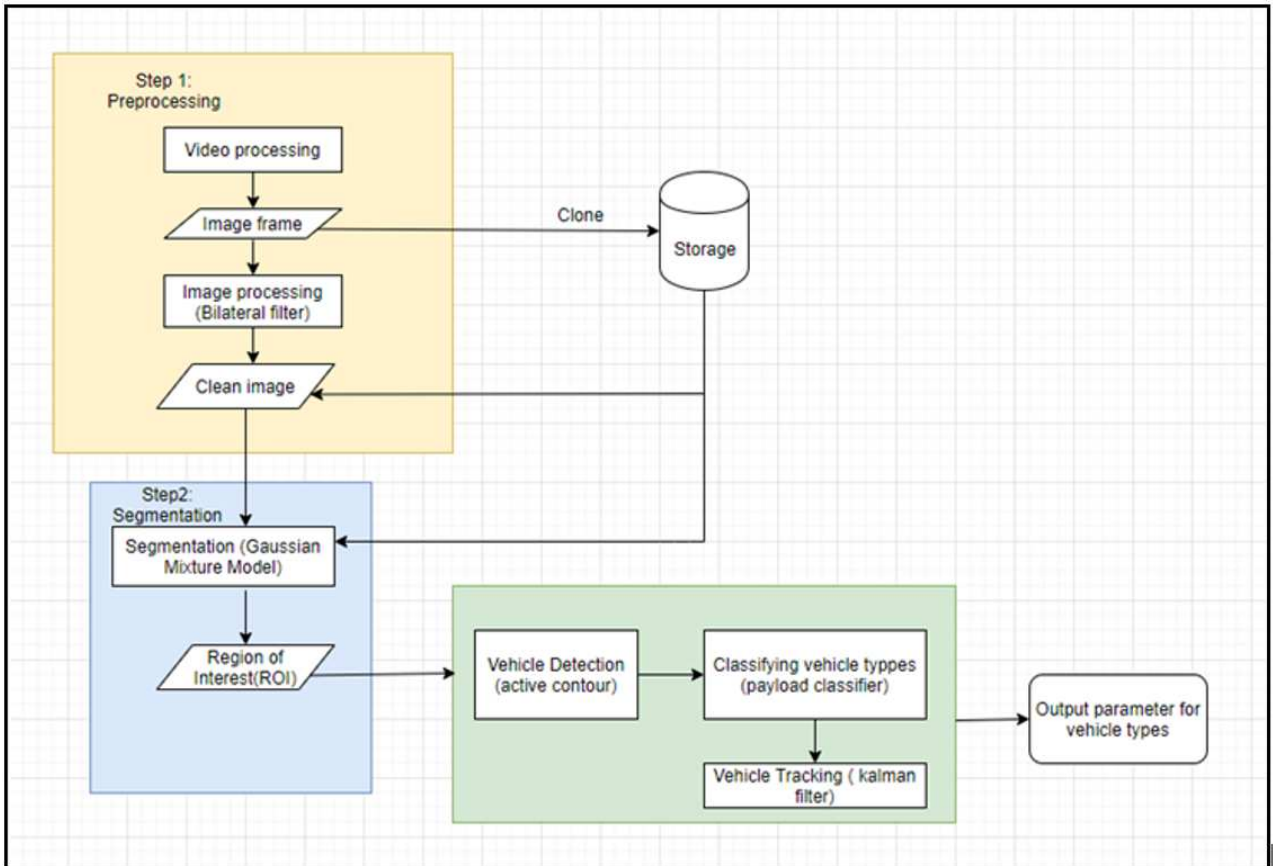 Step 1:
Preprocessing
Video processing
Image frame
Clone
Storage
Image processing
(Bilateral filter)
Clean image
Step2:
Segmentation
Segmentation (Gaussian
Mixture Model)
Region of
Interest(ROI)
Vehicle Detection
(active contour)
Classifying vehicle typpes
(payload classifier)
Vehicle Tracking ( kalman
filter)
Output parameter for
vehicle types